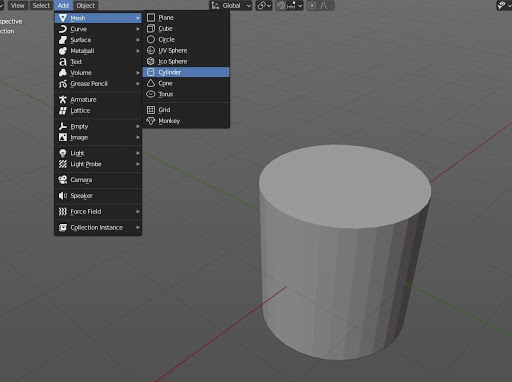 View Select Add Object Global
spective
ction
Mesh
Curve
Surface
Metaball
Text
Volume
Grease Pencil
Armature
Lattice
Empty
Image
Light
Light Probe
Camera
Speaker
Force Field
Collection Instance
Plane
Cube
Circle
UV Sphere
Ico Sphere
Cylinder
Cone
Torus
Grid
Monkey